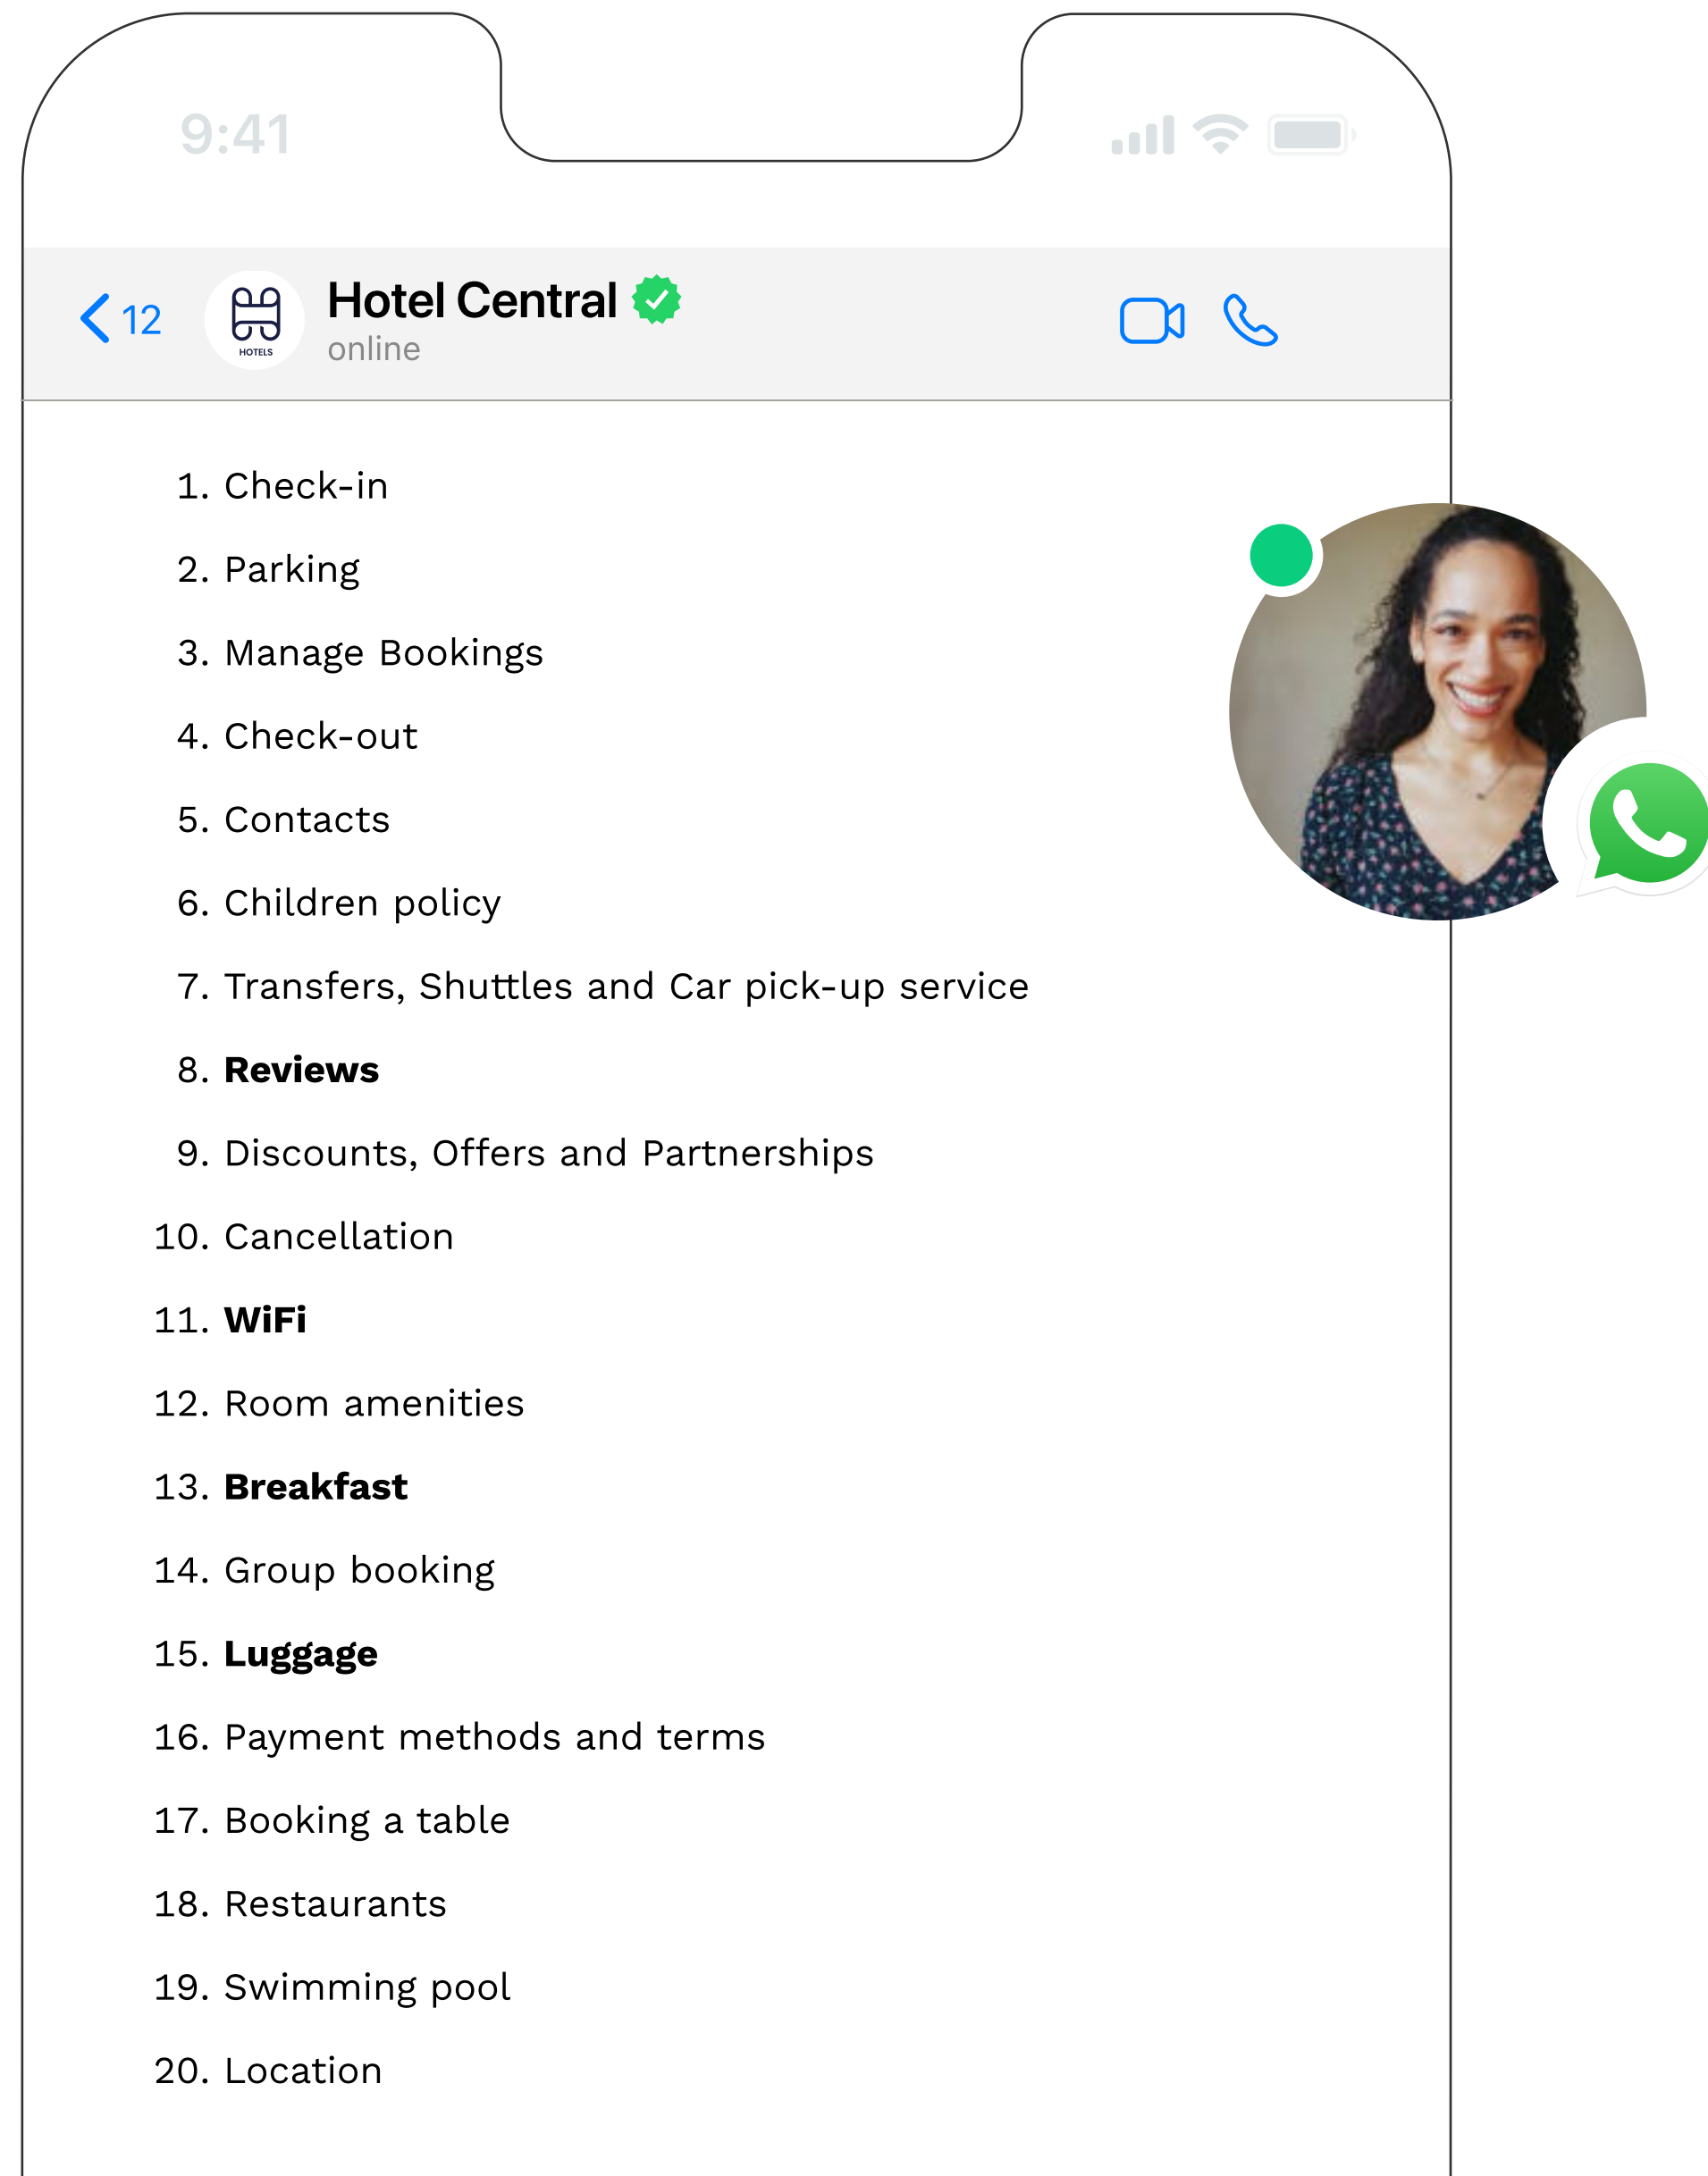 9:41
12
HOTELS
Hotel Central
online
1. Check-in
2. Parking
3. Manage Bookings
4. Check-out
5. Contacts
6. Children policy
7. Transfers, Shuttles and Car pick-up service
8. Reviews
9. Discounts, Offers and Partnerships
10. Cancellation
11. WiFi
12. Room amenities
13. Breakfast
14. Group booking
15. Luggage
16. Payment methods and terms
17. Booking a table
18. Restaurants
19. Swimming pool
20. Location